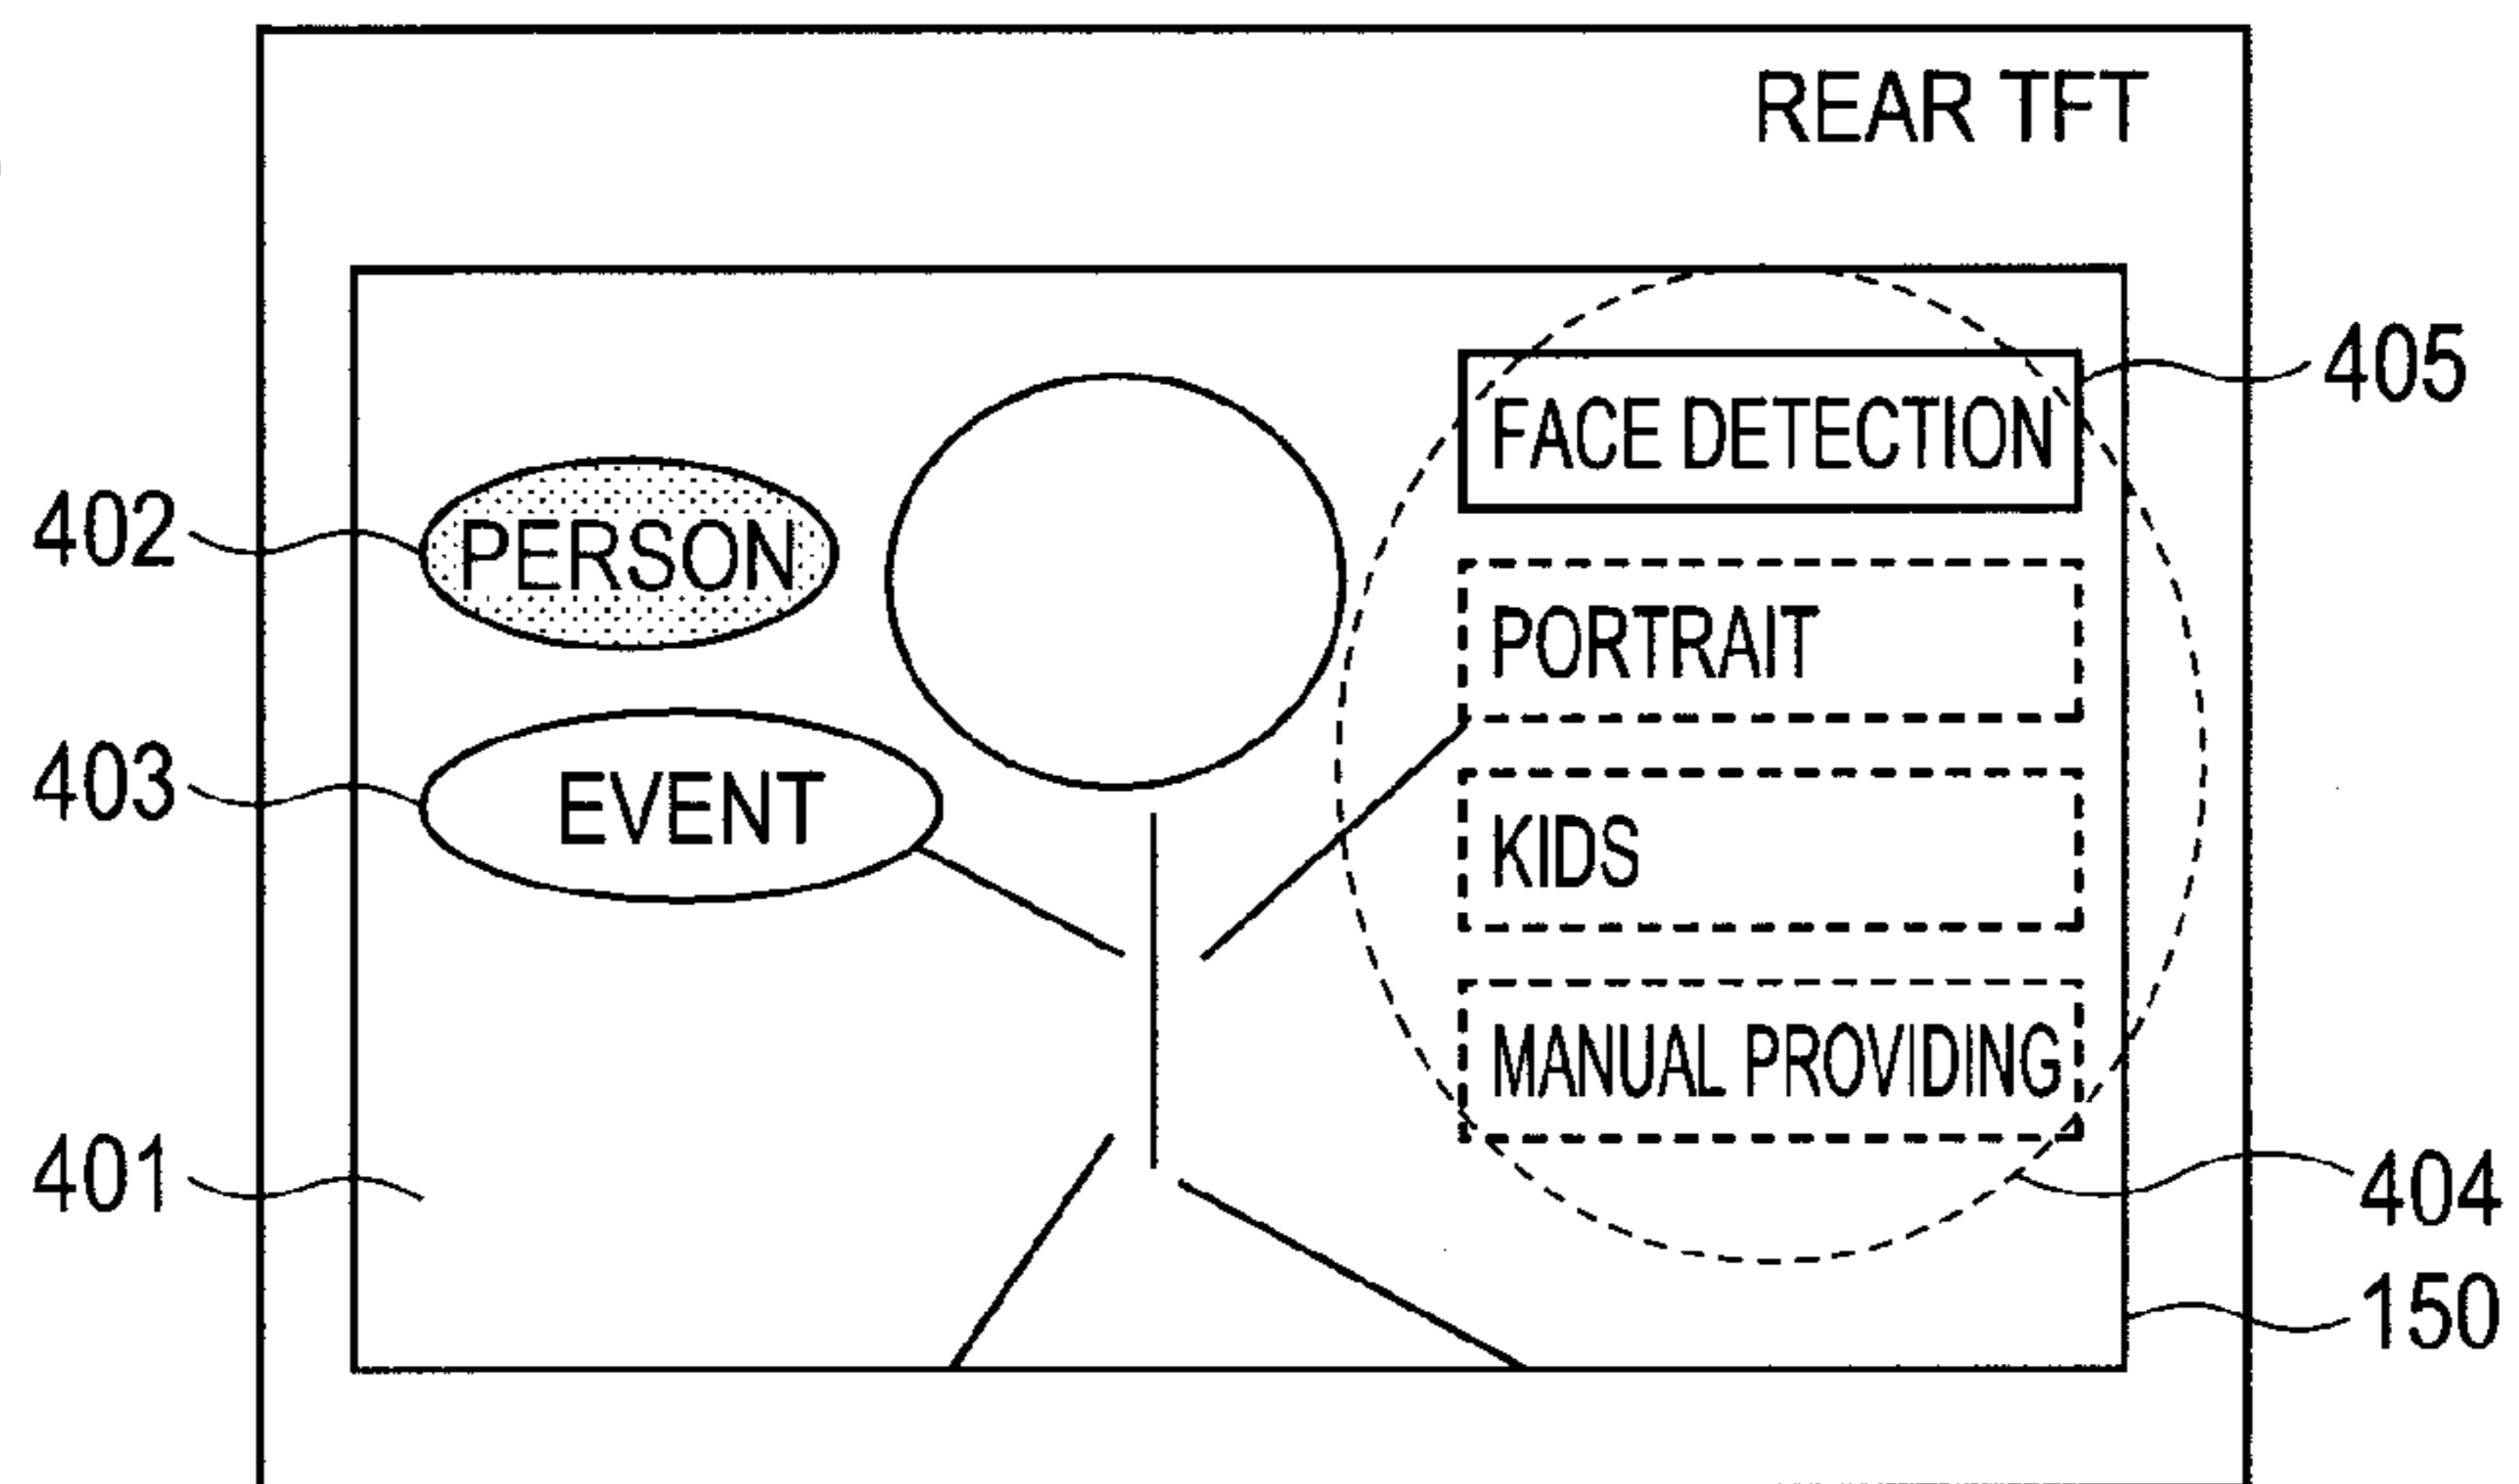 REAR TFT
405
FACE DETECTION
402
PERSON
PORTRAIT
403
EVENT
KIDS
MANUAL PROVIDING
401
404
150